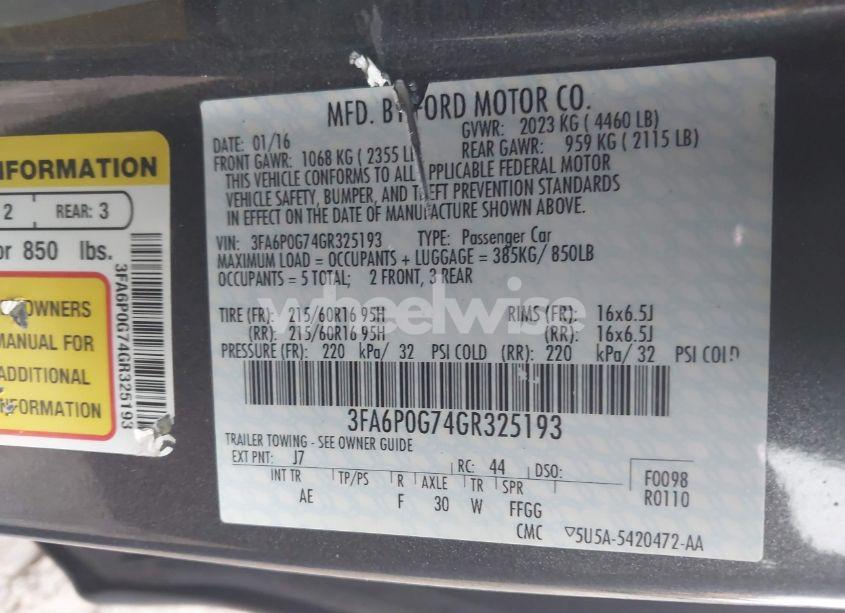 INFORMATION
2 REAR: 3
or 850 lbs.
OWNERS
MANUAL FOR
ADDITIONAL
INFORMATION
3FA6P0G74GR325193
MFD. BY FORD MOTOR CO.
DATE: 01/16 GVWR: 2023 KG ( 4460 LB)
FRONT GAWR: 1068 KG ( 2355 LB REAR GAWR: 959 KG ( 2115 LB)
THIS VEHICLE CONFORMS TO ALL APPLICABLE FEDERAL MOTOR
VEHICLE SAFETY, BUMPER, AND THEFT PREVENTION STANDARDS
IN EFFECT ON THE DATE OF MANUFACTURE SHOWN ABOVE.
VIN: 3FA6P0G74GR325193 TYPE: Passenger Car
MAXIMUM LOAD = OCCUPANTS + LUGGAGE = 385KG/ 850LB
OCCUPANTS = 5 TOTAL; 2 FRONT, 3 REAR
wheelwise
TIRE (FR): 215/60R16 95H RIMS (FR): 16x6.5J
(RR): 215/60R16 95H (RR): 16x6.5J
PRESSURE (FR): 220 kPa/ 32 PSI COLD (RR): 220 kPa/ 32 PSI COLD
3FA6P0G74GR325193
TRAILER TOWING - SEE OWNER GUIDE
EXT PNT: J7 RC: 44 DSO: F0098
INT TR TP/PS R AXLE TR SPR R0110
AE F 30 W FFGG
CMC ▽5U5A-5420472-AA